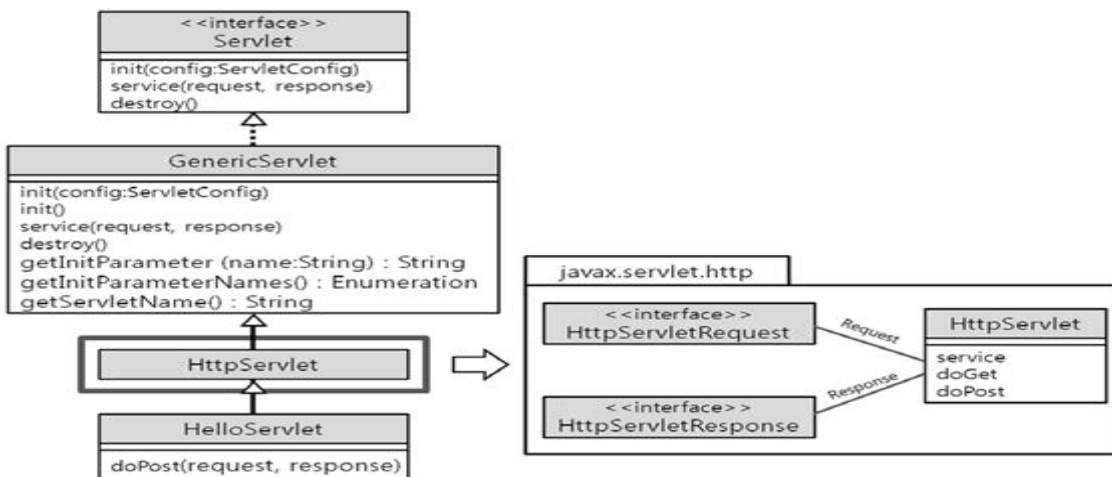 <<interface>>
Servlet
init(config:ServletConfig)
service(request, response)
destroy()
GenericServlet
init(config:ServletConfig)
init()
service(request, response)
destroy()
getInitParameter (name:String) : String
getInitParameterNames() : Enumeration
getServletName() : String
HttpServlet
HelloServlet
doPost(request, response)
javax.servlet.http
<<interface>>
HttpServletRequest
Request
HttpServlet
service
doGet
doPost
Response
<<interface>>
HttpServletResponse